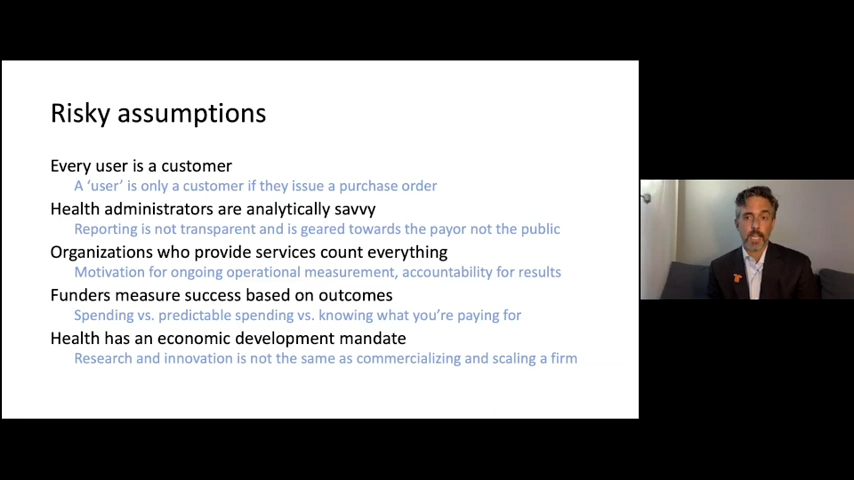 Risky assumptions
Every user is a customer
A ‘user’ is only a customer if they issue a purchase order
Health administrators are analytically savvy
Reporting is not transparent and is geared towards the payor not the public
Organizations who provide services count everything
Motivation for ongoing operational measurement, accountability for results
Funders measure success based on outcomes
Spending vs. predictable spending vs. knowing what you’re paying for
Health has an economic development mandate
Research and innovation is not the same as commercializing and scaling a firm